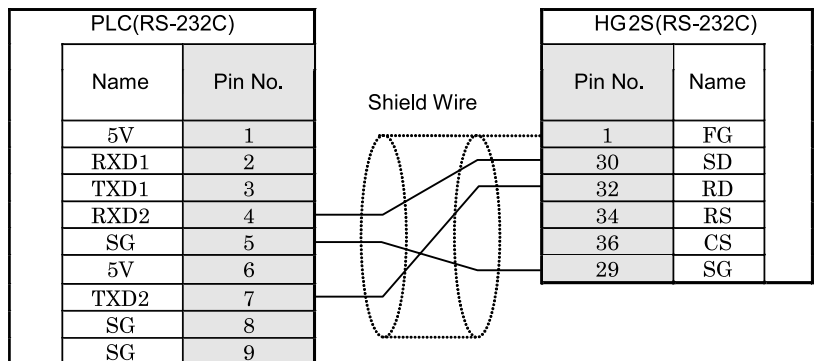 PLC(RS-232C)
Name Pin No.
5V 1
RXD1 2
TXD1 3
RXD2 4
SG 5
5V 6
TXD2 7
SG 8
SG 9
Shield Wire
HG2S(RS-232C)
Pin No. Name
1 FG
30 SD
32 RD
34 RS
36 CS
29 SG